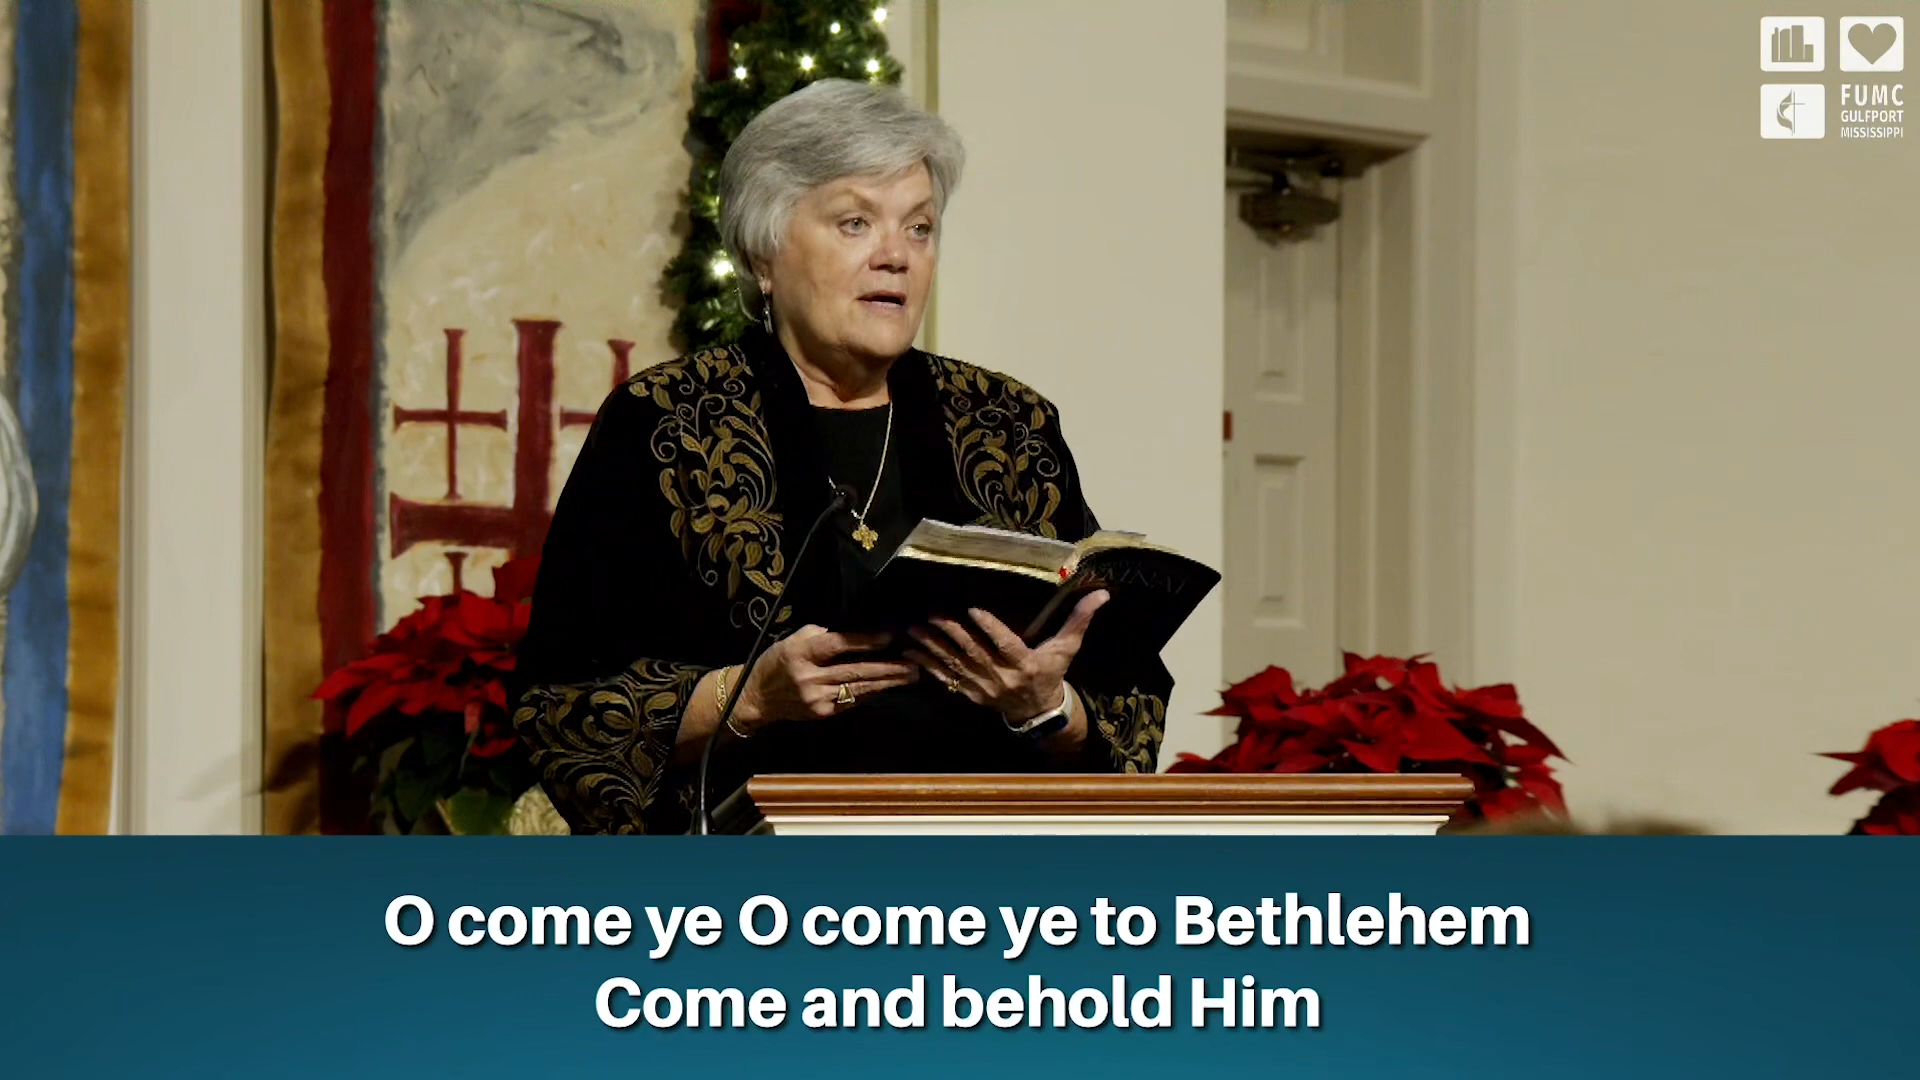 FUMC
GULFPORT
MISSISSIPPI
O come ye O come ye to Bethlehem
Come and behold Him